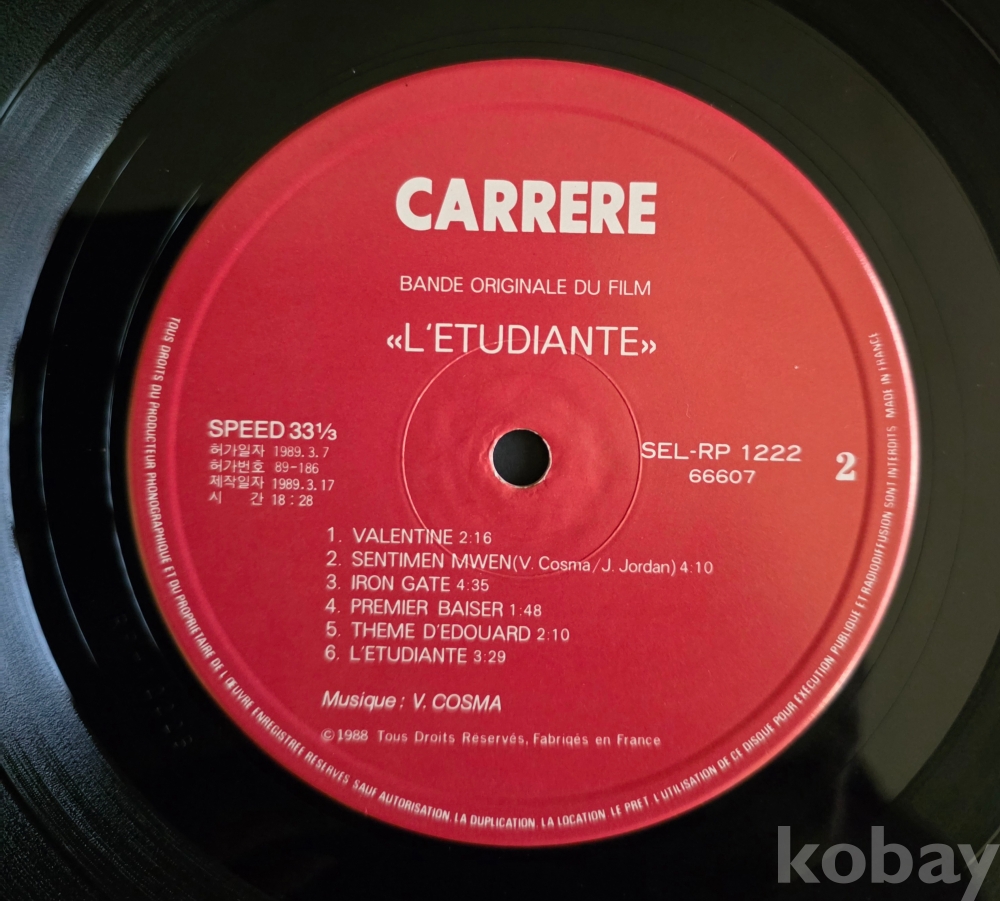 CARRERE
BANDE ORIGINALE DU FILM
«L'ETUDIANTE»
SPEED 33⅓
허가일자 1989.3.7
허가번호 89-186
제작일자 1989.3.17
시 간 18:28
SEL-RP 1222
66607
2
1. VALENTINE 2:16
2. SENTIMEN MWEN(V. Cosma/J. Jordan) 4:10
3. IRON GATE 4:35
4. PREMIER BAISER 1:48
5. THEME D'EDOUARD 2:10
6. L'ETUDIANTE 3:29
Musique: V. COSMA
©1988 Tous Droits Réservés, Fabriqés en France
TOUS DROITS DU PRODUCTEUR PHONOGRAPHIQUE ET DU PROPRIETAIRE DE L'ŒUVRE ENREGISTREE RESERVES SAUF AUTORISATION, LA DUPLICATION, LA LOCATION, LE PRET, L'UTILISATION DE CE DISQUE POUR EXECUTION PUBLIQUE ET RADIODIFFUSION SONT INTERDITS MADE IN FRANCE
kobay